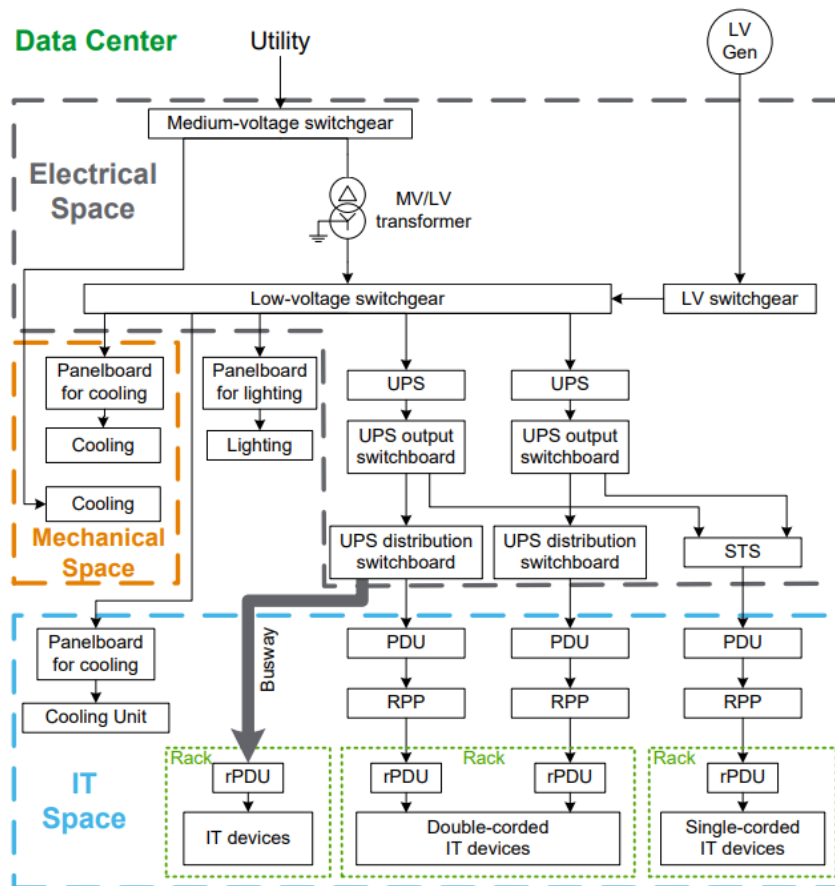 Data Center
Utility
LV
Gen
Medium-voltage switchgear
Electrical
Space
MV/LV
transformer
Low-voltage switchgear
LV switchgear
Panelboard
for cooling
Panelboard
for lighting
UPS
UPS
Cooling
Lighting
UPS output
switchboard
UPS output
switchboard
Cooling
Mechanical
Space
UPS distribution
switchboard
UPS distribution
switchboard
STS
Panelboard
for cooling
Busway
PDU
PDU
PDU
Cooling Unit
RPP
RPP
RPP
Rack
Rack
Rack
rPDU
rPDU
rPDU
rPDU
IT
Space
IT devices
Double-corded
IT devices
Single-corded
IT devices